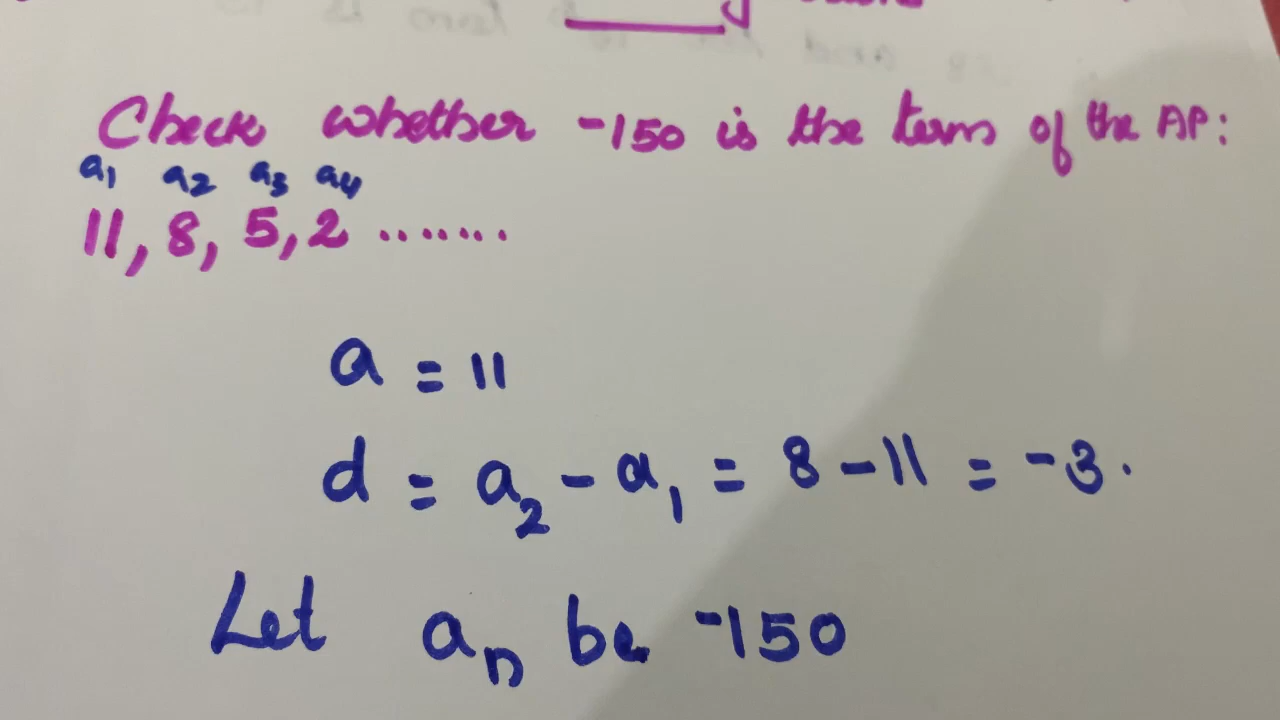 Check whether -150 is the term of the AP:
a1 a2 a3 a4
11, 8, 5, 2 .......
a = 11
d = a2 - a1 = 8 - 11 = -3.
Let an be -150